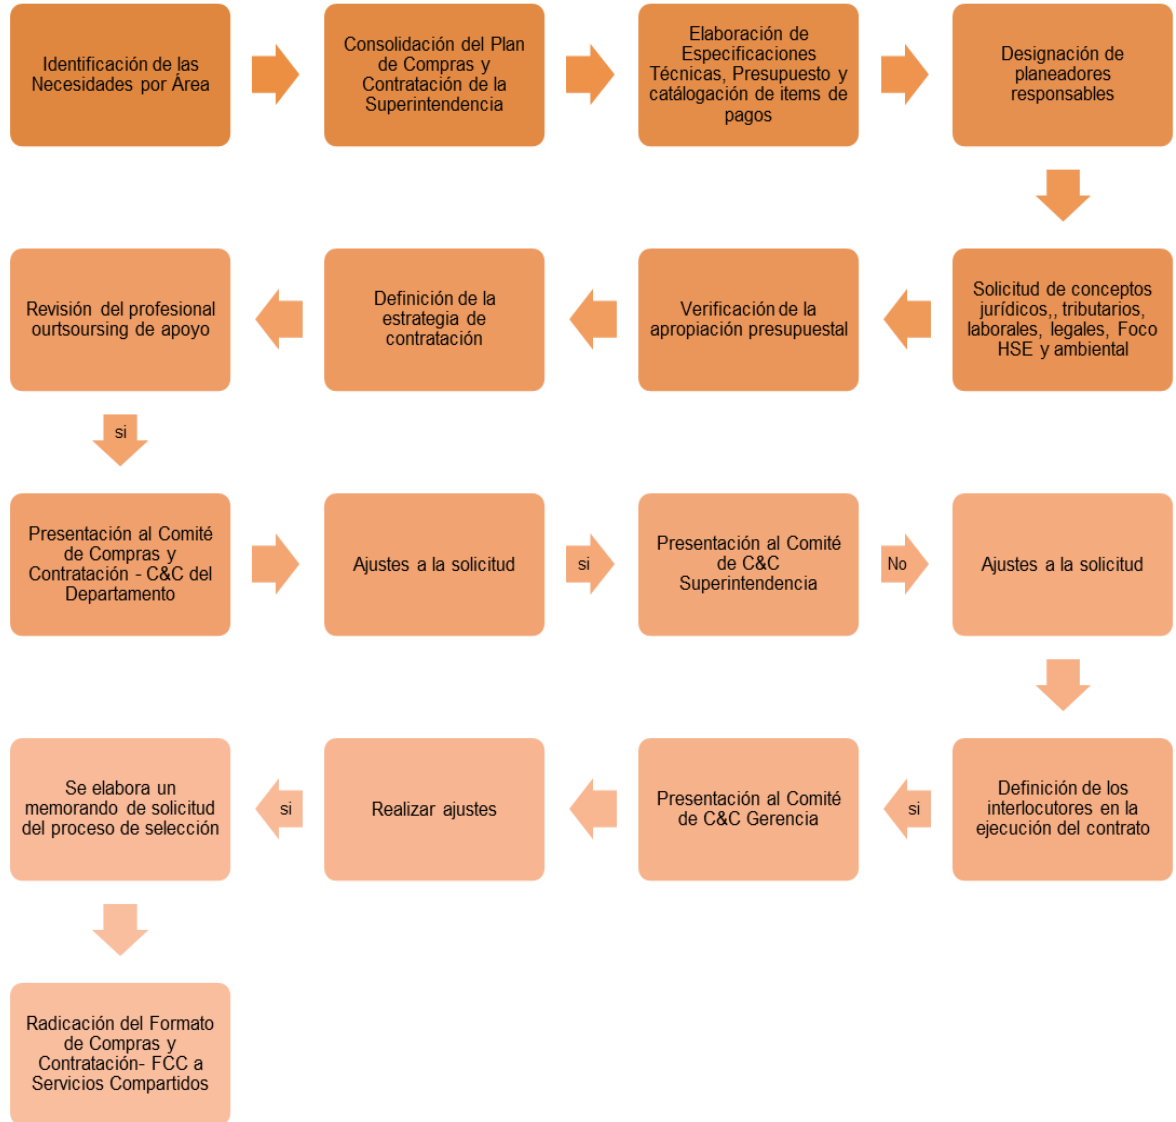 Identificación de las
Necesidades por Área
Consolidación del Plan
de Compras y
Contratación de la
Superintendencia
Elaboración de
Especificaciones
Técnicas, Presupuesto y
catálogación de items de
pagos
Designación de
planeadores
responsables
Solicitud de conceptos
jurídicos,, tributarios,
laborales, legales, Foco
HSE y ambiental
Verificación de la
apropiación presupuestal
Definición de la
estrategia de
contratación
Revisión del profesional
ourtsoursing de apoyo
si
Presentación al Comité
de Compras y
Contratación - C&C del
Departamento
Ajustes a la solicitud
si
Presentación al Comité
de C&C
Superintendencia
No
Ajustes a la solicitud
Definición de los
interlocutores en la
ejecución del contrato
si
Presentación al Comité
de C&C Gerencia
Realizar ajustes
si
Se elabora un
memorando de solicitud
del proceso de selección
Radicación del Formato
de Compras y
Contratación- FCC a
Servicios Compartidos